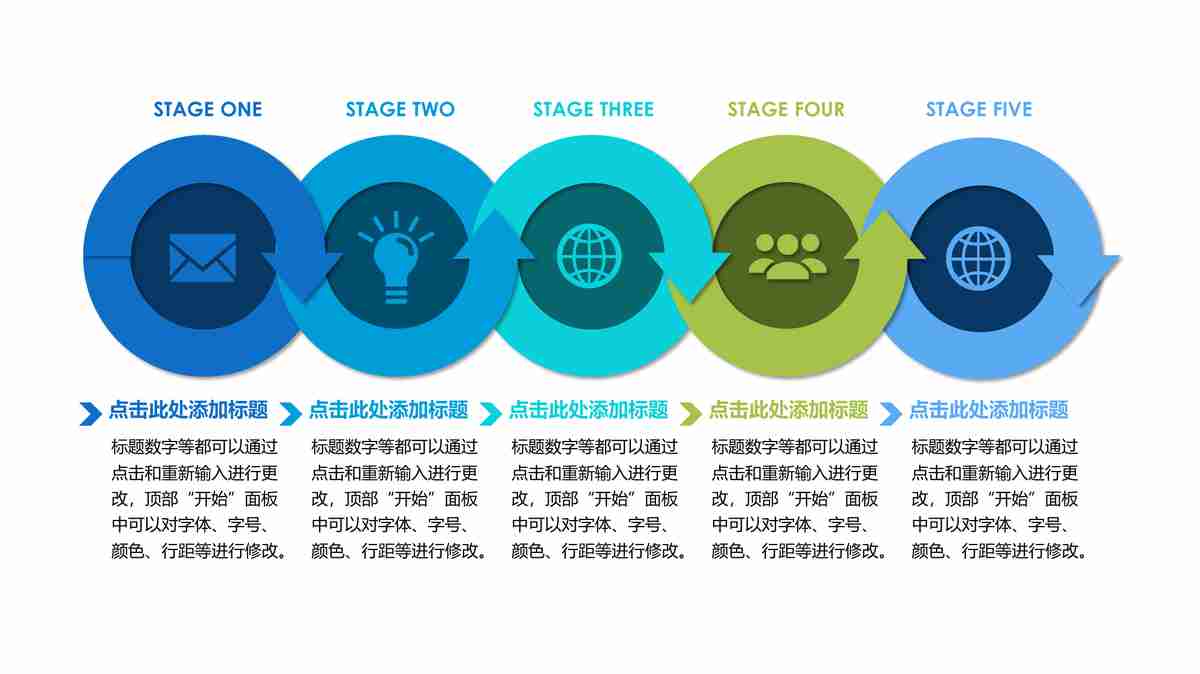 STAGE ONE
STAGE TWO
STAGE THREE
STAGE FOUR
STAGE FIVE
点击此处添加标题
标题数字等都可以通过
点击和重新输入进行更
改，顶部“开始”面板
中可以对字体、字号、
颜色、行距等进行修改。
点击此处添加标题
标题数字等都可以通过
点击和重新输入进行更
改，顶部“开始”面板
中可以对字体、字号、
颜色、行距等进行修改。
点击此处添加标题
标题数字等都可以通过
点击和重新输入进行更
改，顶部“开始”面板
中可以对字体、字号、
颜色、行距等进行修改。
点击此处添加标题
标题数字等都可以通过
点击和重新输入进行更
改，顶部“开始”面板
中可以对字体、字号、
颜色、行距等进行修改。
点击此处添加标题
标题数字等都可以通过
点击和重新输入进行更
改，顶部“开始”面板
中可以对字体、字号、
颜色、行距等进行修改。